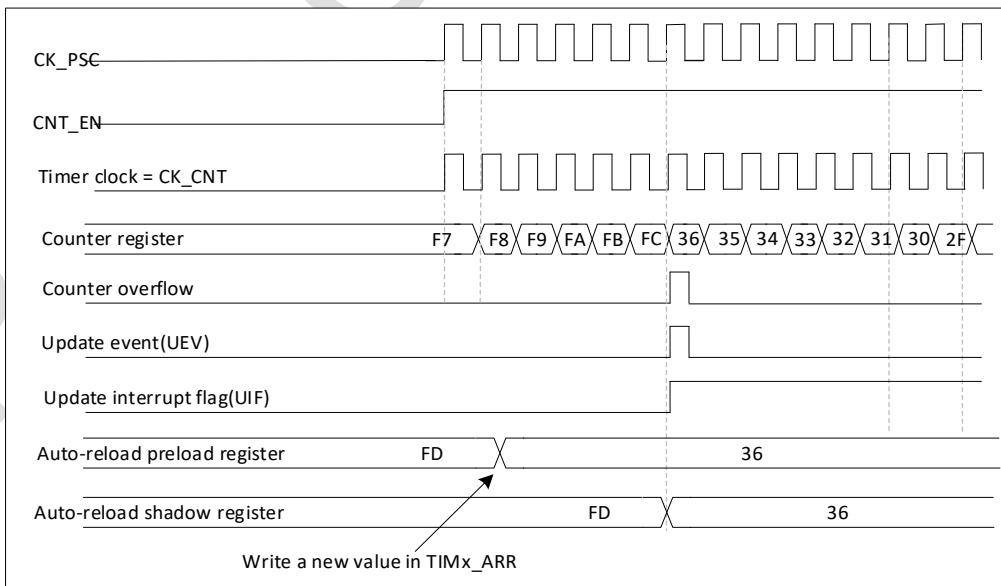 CK_PSC
CNT_EN
Timer clock = CK_CNT
Counter register F7 F8 F9 FA FB FC 36 35 34 33 32 31 30 2F
Counter overflow
Update event(UEV)
Update interrupt flag(UIF)
Auto-reload preload register FD 36
Auto-reload shadow register FD 36
Write a new value in TIMx_ARR